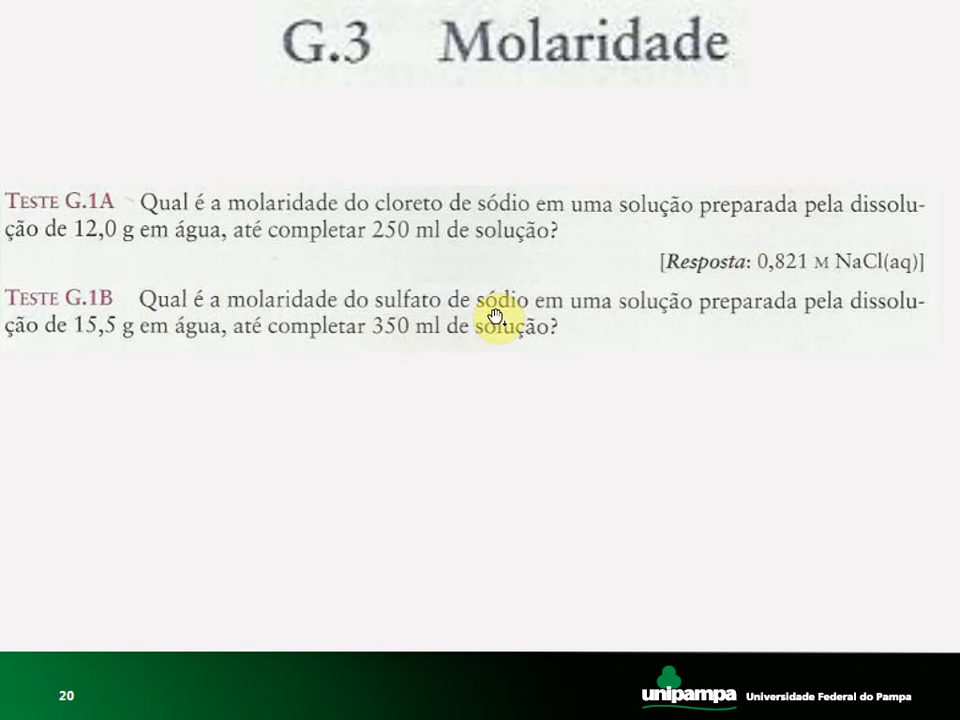 G.3 Molaridade
TESTE G.1A Qual é a molaridade do cloreto de sódio em uma solução preparada pela dissolu-
ção de 12,0 g em água, até completar 250 ml de solução?
[Resposta: 0,821 M NaCl(aq)]
TESTE G.1B Qual é a molaridade do sulfato de sódio em uma solução preparada pela dissolu-
ção de 15,5 g em água, até completar 350 ml de solução?
20
unipampa Universidade Federal do Pampa